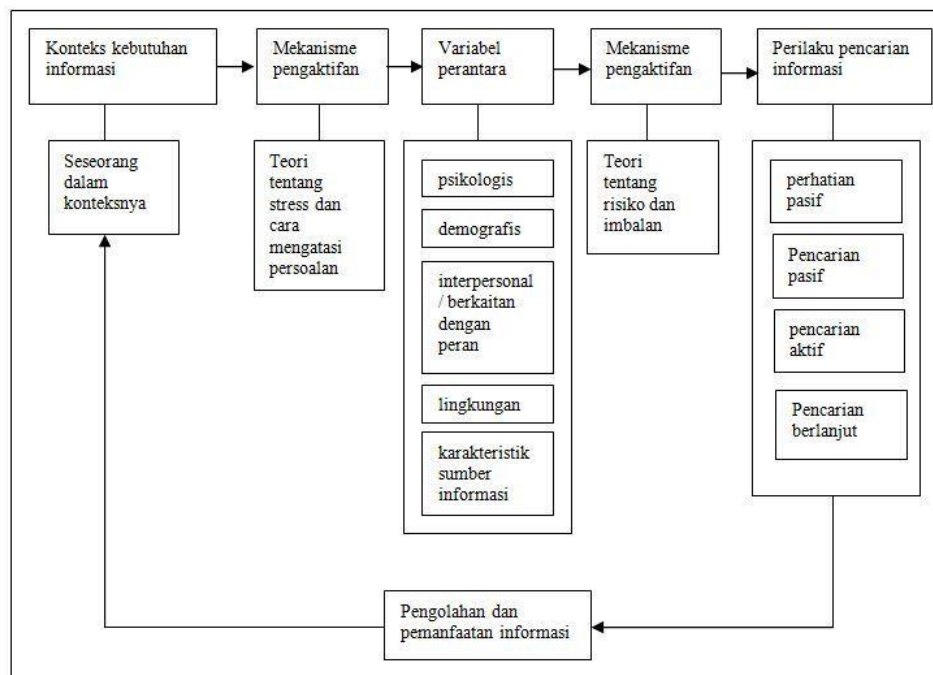 Konteks kebutuhan
informasi
Mekanisme
pengaktifan
Variabel
perantara
Mekanisme
pengaktifan
Perilaku pencarian
informasi
Seseorang
dalam
konteksnya
Teori
tentang
stress dan
cara
mengatasi
persoalan
psikologis
demografis
interpersonal
/ berkaitan
dengan
peran
lingkungan
karakteristik
sumber
informasi
Teori
tentang
risiko dan
imbalan
perhatian
pasif
Pencarian
pasif
pencarian
aktif
Pencarian
berlanjut
Pengolahan dan
pemanfaatan informasi